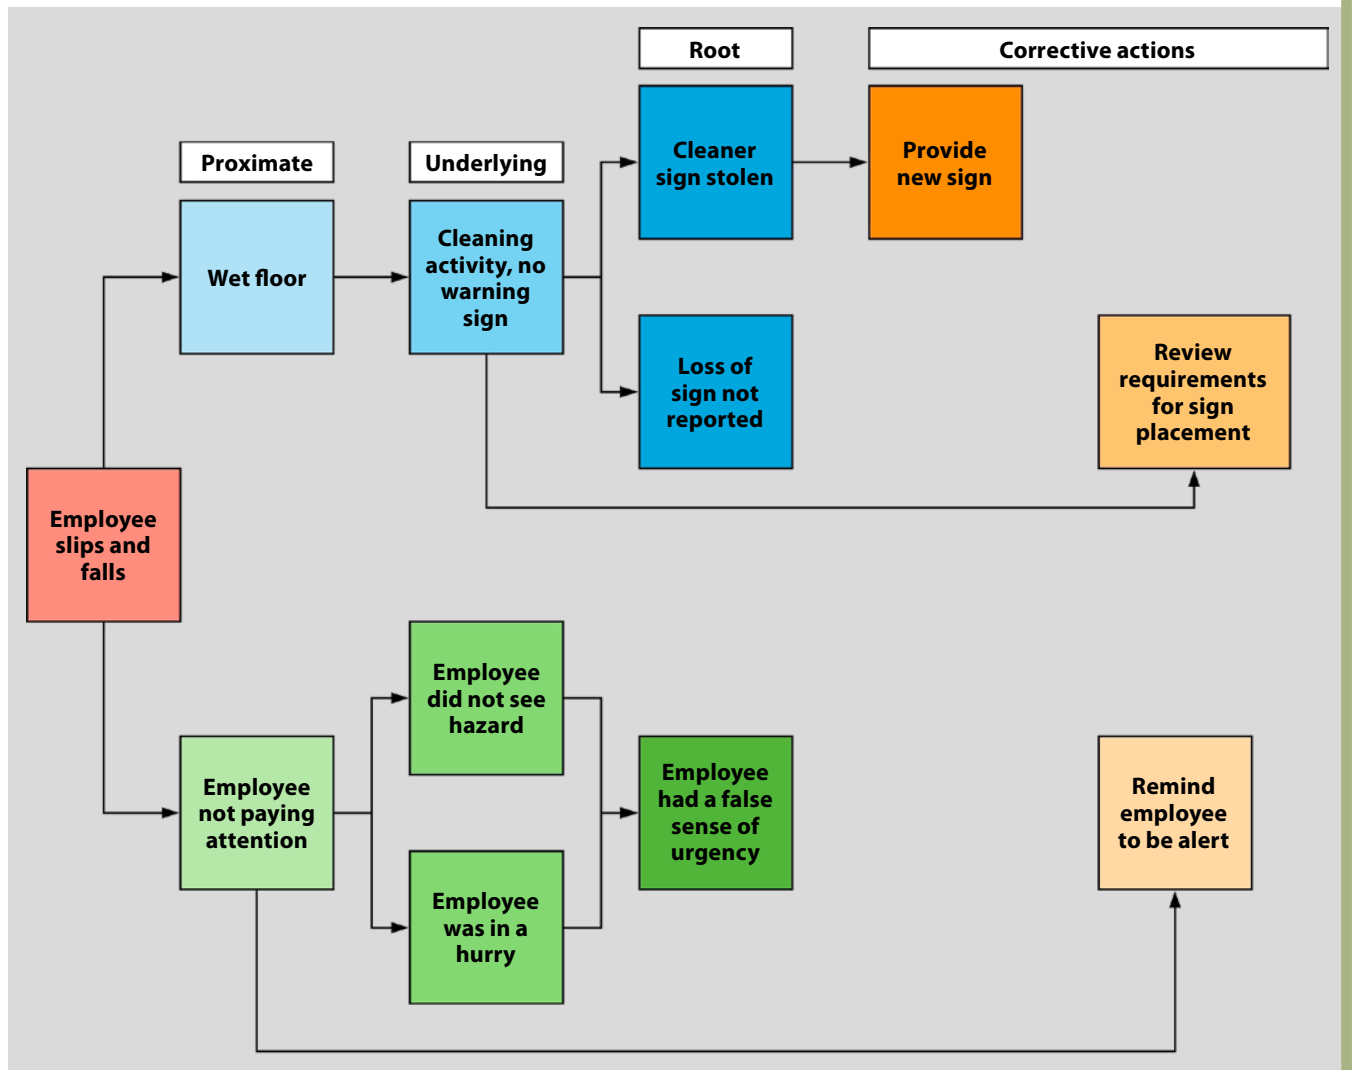 Root
Corrective actions
Proximate
Underlying
Cleaner
sign stolen
Provide
new sign
Wet floor
Cleaning
activity, no
warning
sign
Loss of
sign not
reported
Review
requirements
for sign
placement
Employee
slips and
falls
Employee
did not see
hazard
Employee
not paying
attention
Employee
had a false
sense of
urgency
Remind
employee
to be alert
Employee
was in a
hurry